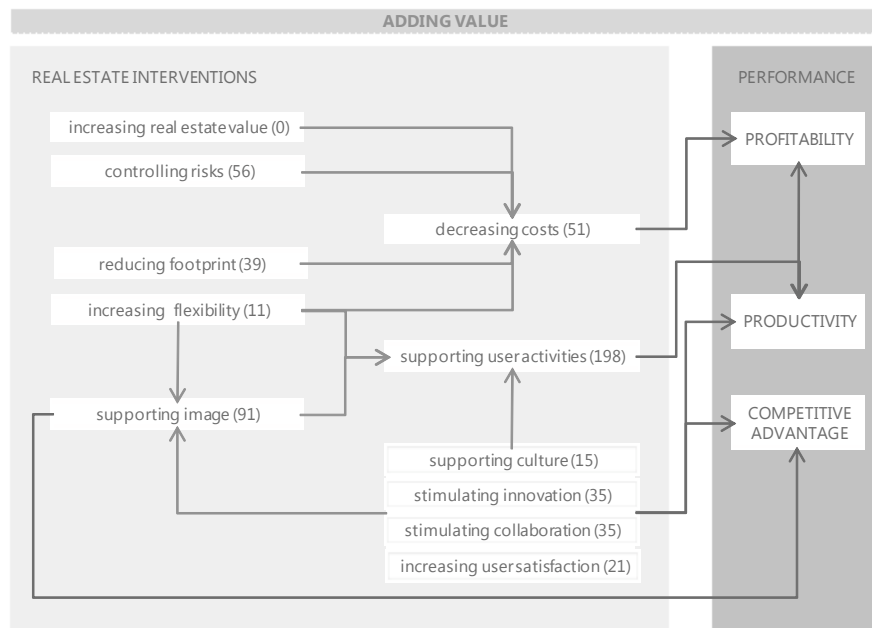 ADDING VALUE
REAL ESTATE INTERVENTIONS
increasing real estate value (0)
controlling risks (56)
decreasing costs (51)
reducing footprint (39)
increasing flexibility (11)
supporting user activities (198)
supporting image (91)
supporting culture (15)
stimulating innovation (35)
stimulating collaboration (35)
increasing user satisfaction (21)
PERFORMANCE
PROFITABILITY
PRODUCTIVITY
COMPETITIVE
ADVANTAGE